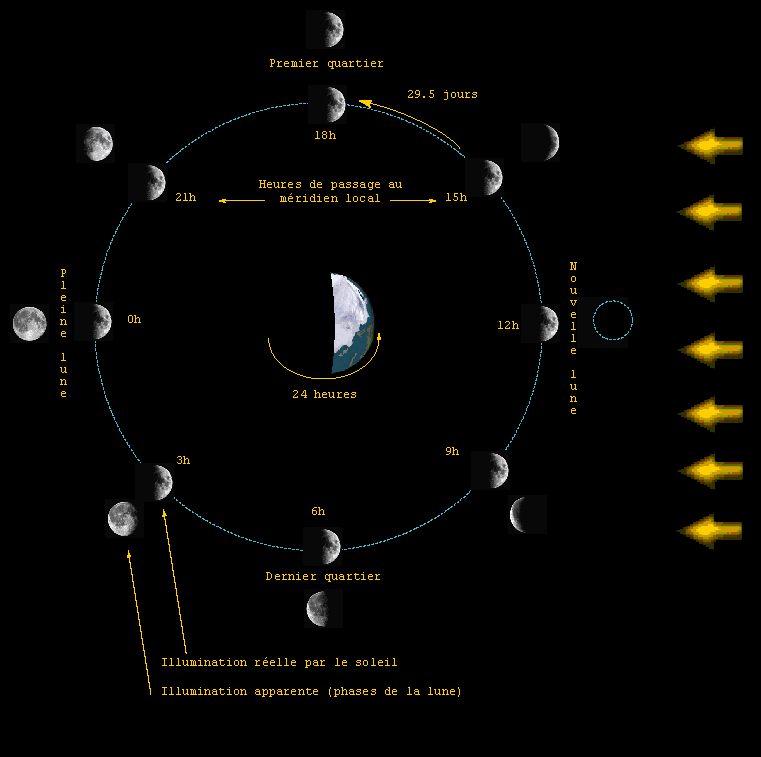 Premier quartier
29.5 jours
18h
Heures de passage au
méridien local
21h
15h
Pleine lune
Nouvelle lune
0h
12h
24 heures
3h
9h
6h
Dernier quartier
Illumination réelle par le soleil
Illumination apparente (phases de la lune)